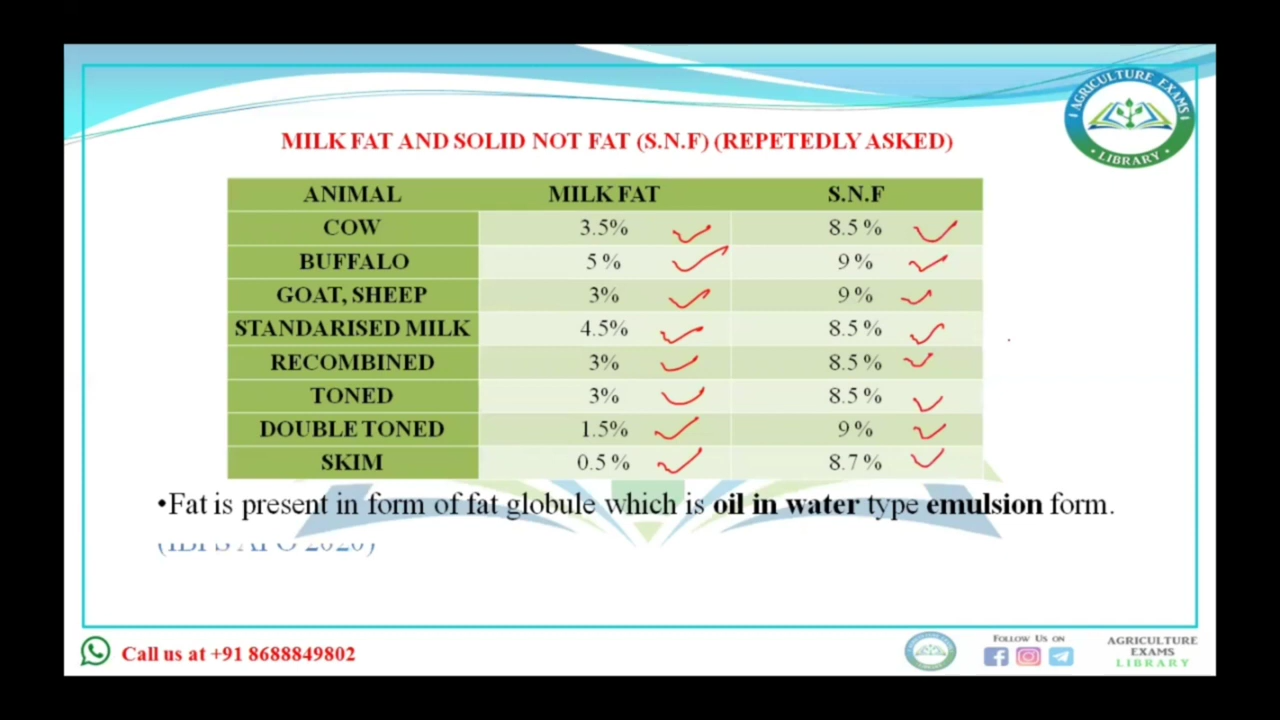 AGRICULTURE EXAMS
LIBRARY
MILK FAT AND SOLID NOT FAT (S.N.F) (REPETEDLY ASKED)
ANIMAL MILK FAT S.N.F
COW 3.5% 8.5%
BUFFALO 5% 9%
GOAT, SHEEP 3% 9%
STANDARISED MILK 4.5% 8.5%
RECOMBINED 3% 8.5%
TONED 3% 8.5%
DOUBLE TONED 1.5% 9%
SKIM 0.5% 8.7%
•Fat is present in form of fat globule which is oil in water type emulsion form.
(IBPS AFO 2020)
Call us at +91 8688849802
FOLLOW US ON
AGRICULTURE
EXAMS
LIBRARY